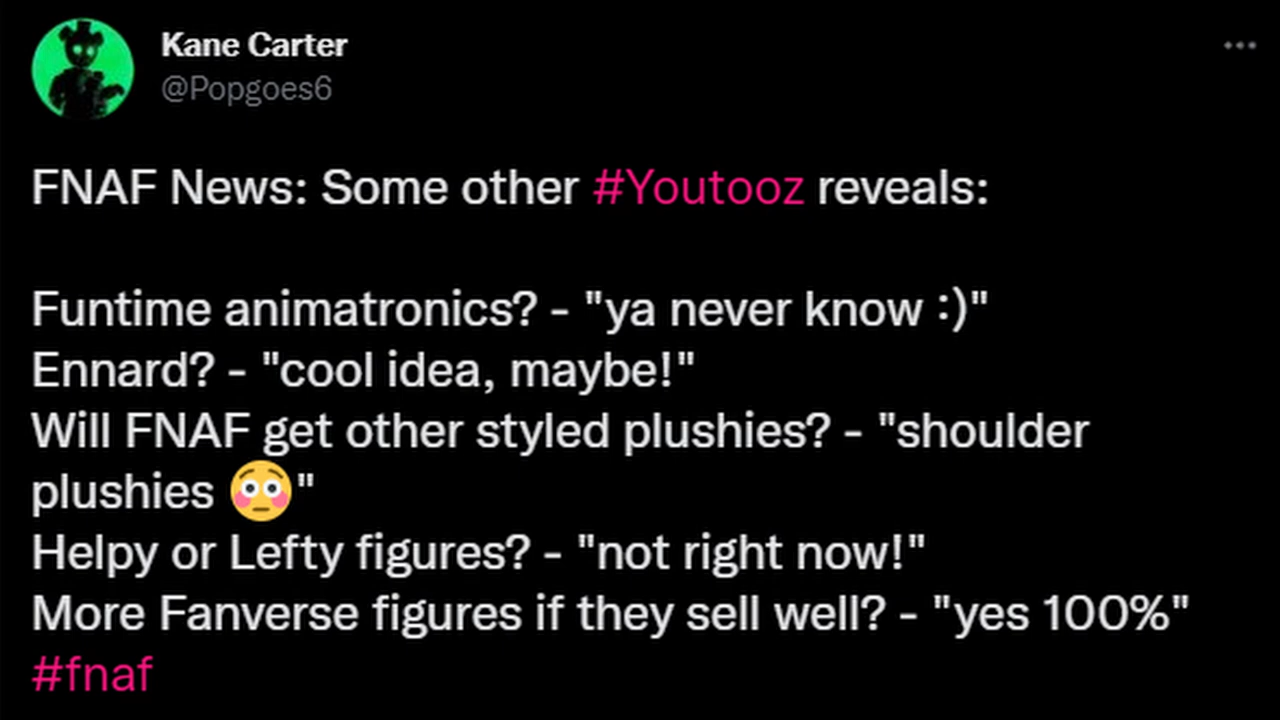 Kane Carter
@Popgoes6
FNAF News: Some other #Youtooz reveals:
Funtime animatronics? - "ya never know :)"
Ennard? - "cool idea, maybe!"
Will FNAF get other styled plushies? - "shoulder
plushies 😳"
Helpy or Lefty figures? - "not right now!"
More Fanverse figures if they sell well? - "yes 100%"
#fnaf